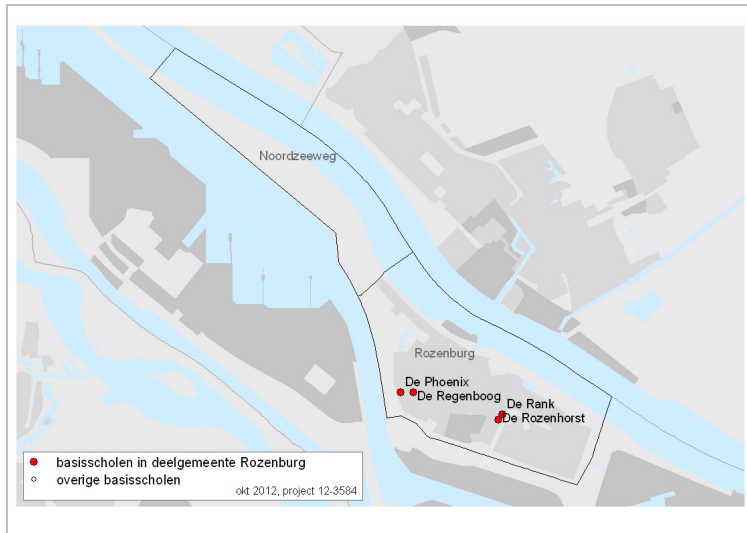 Noordzeeweg
Rozenburg
De Phoenix
De Regenboog
De Rank
De Rozenhorst
basisscholen in deelgemeente Rozenburg
overige basisscholen
okt 2012, project 12-3584